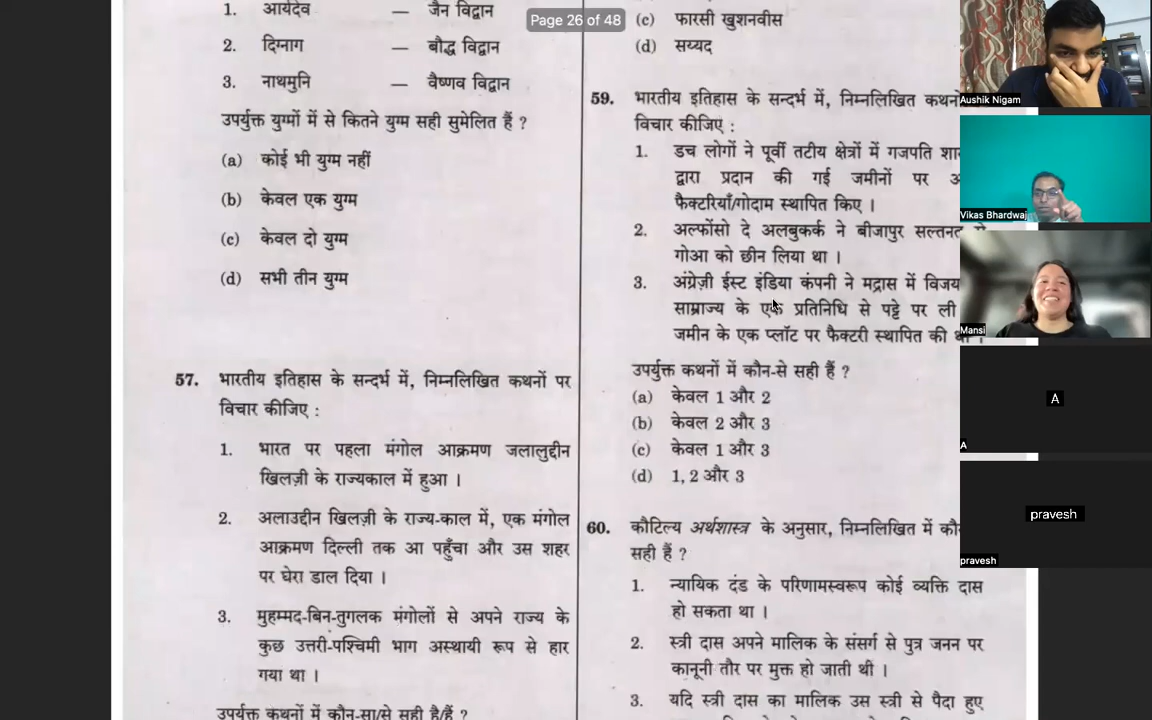 Page 26 of 48
1. आर्यदेव — जैन विद्वान
2. दिग्नाग — बौद्ध विद्वान
3. नाथमुनि — वैष्णव विद्वान
उपर्युक्त युग्मों में से कितने युग्म सही सुमेलित हैं ?
(a) कोई भी युग्म नहीं
(b) केवल एक युग्म
(c) केवल दो युग्म
(d) सभी तीन युग्म
57. भारतीय इतिहास के सन्दर्भ में, निम्नलिखित कथनों पर
विचार कीजिए :
1. भारत पर पहला मंगोल आक्रमण जलालुद्दीन
खिलज़ी के राज्यकाल में हुआ ।
2. अलाउद्दीन खिलज़ी के राज्य-काल में, एक मंगोल
आक्रमण दिल्ली तक आ पहुँचा और उस शहर
पर घेरा डाल दिया ।
3. मुहम्मद-बिन-तुगलक मंगोलों से अपने राज्य के
कुछ उत्तरी-पश्चिमी भाग अस्थायी रूप से हार
गया था ।
उपर्युक्त कथनों में कौन-सा/से सही है/हैं ?
(c) फारसी खुशनवीस
(d) सय्यद
59. भारतीय इतिहास के सन्दर्भ में, निम्नलिखित
विचार कीजिए :
1. डच लोगों ने पूर्वी तटीय क्षेत्रों में गजपति
द्वारा प्रदान की गई जमीनों पर
फैक्टरियाँ/गोदाम स्थापित किए ।
2. अल्फोंसो दे अलबुकर्क ने बीजापुर सल्तनत
गोआ को छीन लिया था ।
3. अंग्रेज़ी ईस्ट इंडिया कंपनी ने मद्रास में
साम्राज्य के एक प्रतिनिधि से पट्टे पर ली
जमीन के एक प्लॉट पर फैक्टरी स्थापित की
उपर्युक्त कथनों में कौन-से सही हैं ?
(a) केवल 1 और 2
(b) केवल 2 और 3
(c) केवल 1 और 3
(d) 1, 2 और 3
60. कौटिल्य अर्थशास्त्र के अनुसार, निम्नलिखित में
सही हैं ?
1. न्यायिक दंड के परिणामस्वरूप कोई व्यक्ति दास
हो सकता था ।
2. स्त्री दास अपने मालिक के संसर्ग से पुत्र जनन पर
कानूनी तौर पर मुक्त हो जाती थी ।
3. यदि स्त्री दास का मालिक उस स्त्री से पैदा हुए
Aushik Nigam
Vikas Bhardwaj
Mansi
A
A
pravesh
pravesh